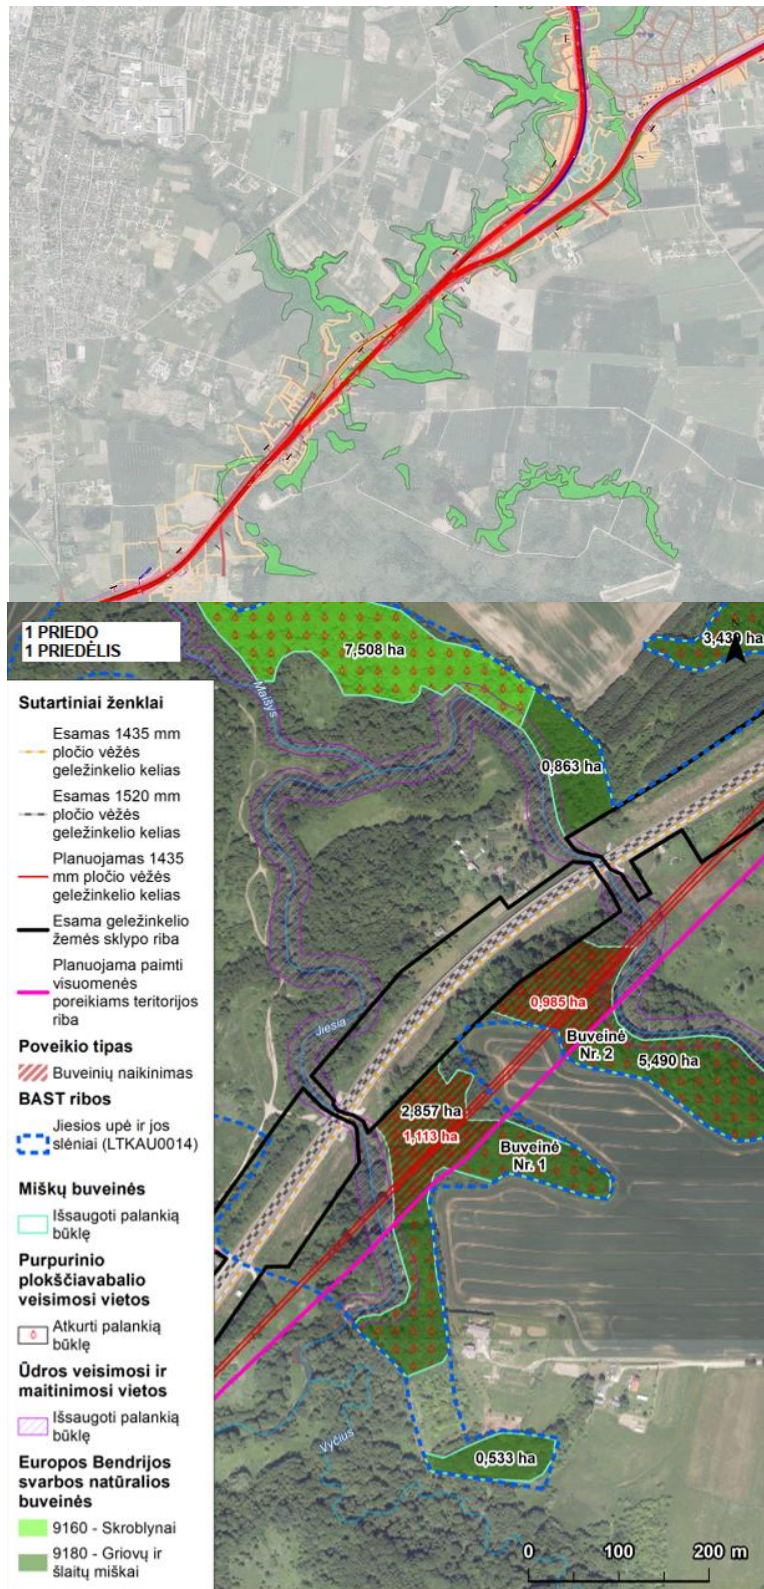 1 PRIEDO
1 PRIEDĖLIS
Sutartiniai ženklai
Esamas 1435 mm
pločio vėžės
geležinkelio kelias
Esamas 1520 mm
pločio vėžės
geležinkelio kelias
Planuojamas 1435
mm pločio vėžės
geležinkelio kelias
Esama geležinkelio
žemės sklypo riba
Planuojama paimti
visuomenės
poreikiams teritorijos
riba
Poveikio tipas
Buveinių naikinimas
BAST ribos
Jiesios upė ir jos
slėniai (LTKAU0014)
Miškų buveinės
Išsaugoti palankią
būklę
Purpurinio
plokščiavabalio
veisimosi vietos
Atkurti palankią
būklę
Ūdros veisimosi ir
maitinimosi vietos
Išsaugoti palankią
būklę
Europos Bendrijos
svarbos natūralios
buveinės
9160 - Skroblynai
9180 - Griovų ir
šlaitų miškai
7,508 ha
3,439 ha
N
Maišys
0,863 ha
0,985 ha
Buveinė
Nr. 2
5,490 ha
Jiesia
2,857 ha
1,113 ha
Buveinė
Nr. 1
Vyčius
0,533 ha
0 100 200 m